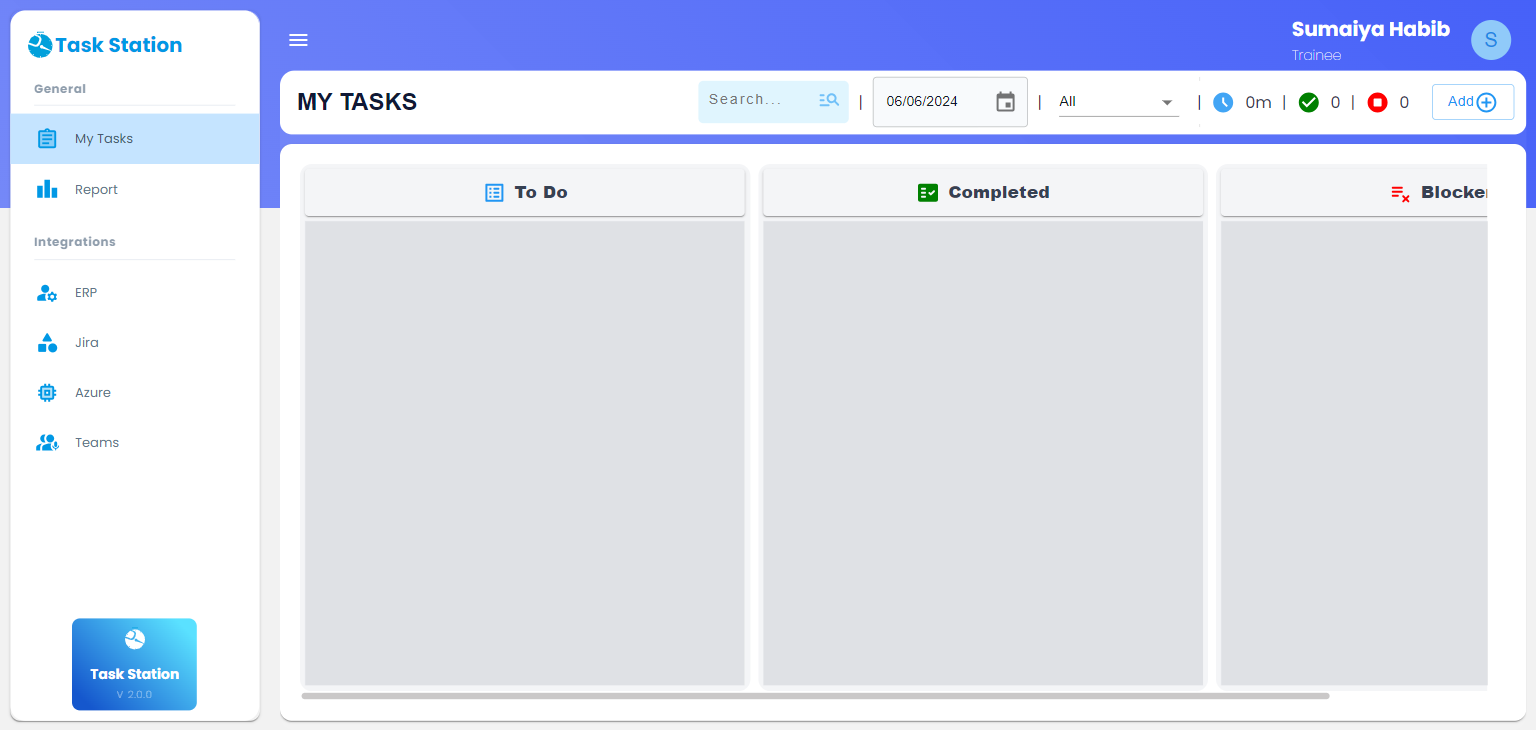 Task Station
General
My Tasks
Report
Integrations
ERP
Jira
Azure
Teams
Task Station
V 2.0.0
Sumaiya Habib
Trainee
S
MY TASKS
Search...
|
06/06/2024
|
All
| 0m | 0 | 0
Add
To Do
Completed
Blocke